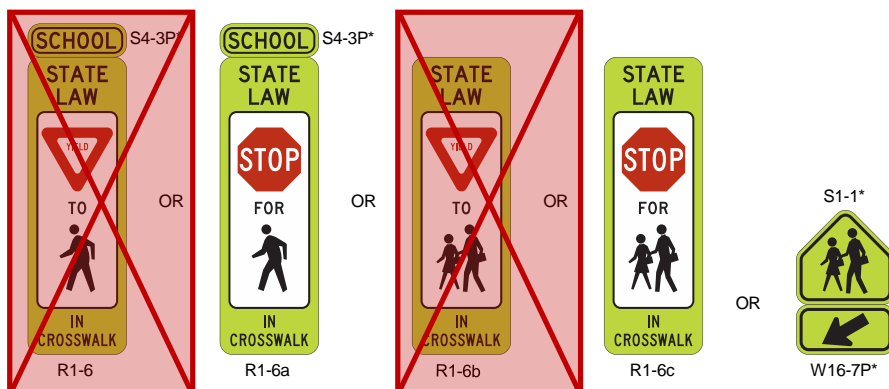 SCHOOL
S4-3P*
STATE
LAW
YIELD
TO
IN
CROSSWALK
R1-6
OR
SCHOOL
S4-3P*
STATE
LAW
STOP
FOR
IN
CROSSWALK
R1-6a
OR
STATE
LAW
YIELD
TO
IN
CROSSWALK
R1-6b
OR
STATE
LAW
STOP
FOR
IN
CROSSWALK
R1-6c
OR
S1-1*
W16-7P*